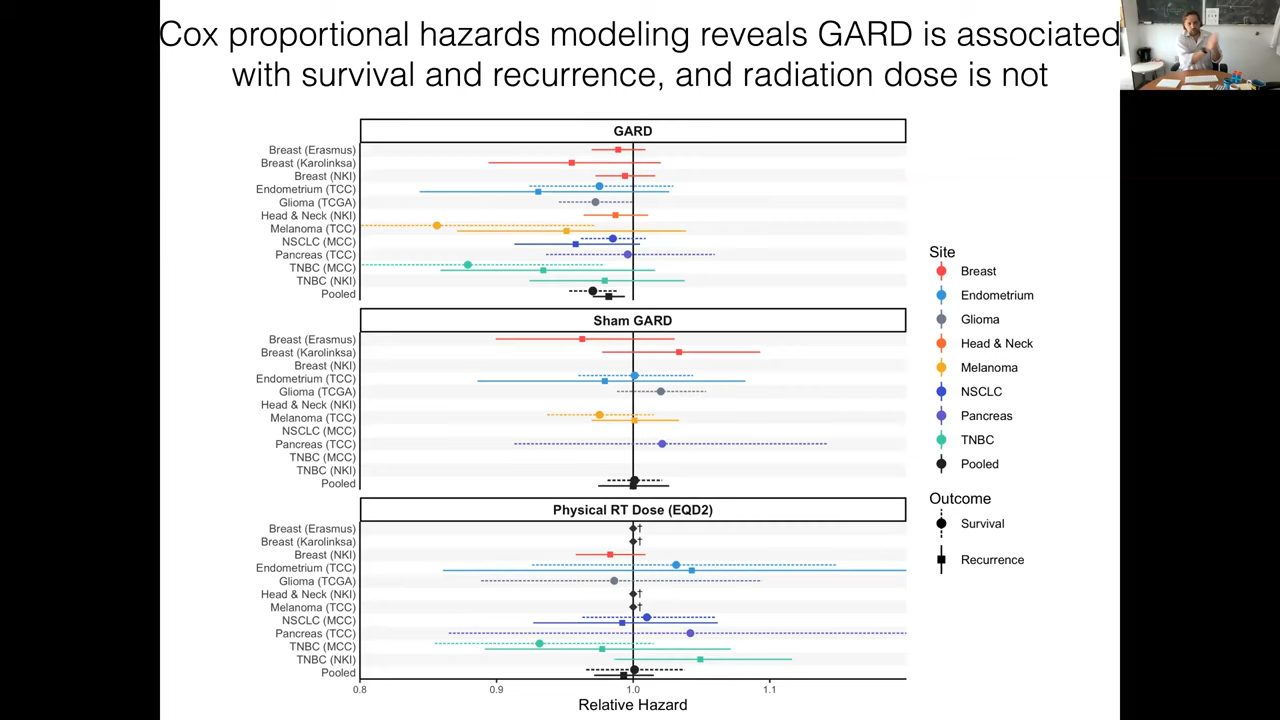 Cox proportional hazards modeling reveals GARD is associated
with survival and recurrence, and radiation dose is not
GARD
Breast (Erasmus)
Breast (Karolinksa)
Breast (NKI)
Endometrium (TCC)
Glioma (TCGA)
Head & Neck (NKI)
Melanoma (TCC)
NSCLC (MCC)
Pancreas (TCC)
TNBC (MCC)
TNBC (NKI)
Pooled
Sham GARD
Breast (Erasmus)
Breast (Karolinksa)
Breast (NKI)
Endometrium (TCC)
Glioma (TCGA)
Head & Neck (NKI)
Melanoma (TCC)
NSCLC (MCC)
Pancreas (TCC)
TNBC (MCC)
TNBC (NKI)
Pooled
Physical RT Dose (EQD2)
Breast (Erasmus) †
Breast (Karolinksa) †
Breast (NKI)
Endometrium (TCC)
Glioma (TCGA)
Head & Neck (NKI) †
Melanoma (TCC) †
NSCLC (MCC)
Pancreas (TCC)
TNBC (MCC)
TNBC (NKI)
Pooled
0.8 0.9 1.0 1.1
Relative Hazard
Site
Breast
Endometrium
Glioma
Head & Neck
Melanoma
NSCLC
Pancreas
TNBC
Pooled
Outcome
Survival
Recurrence